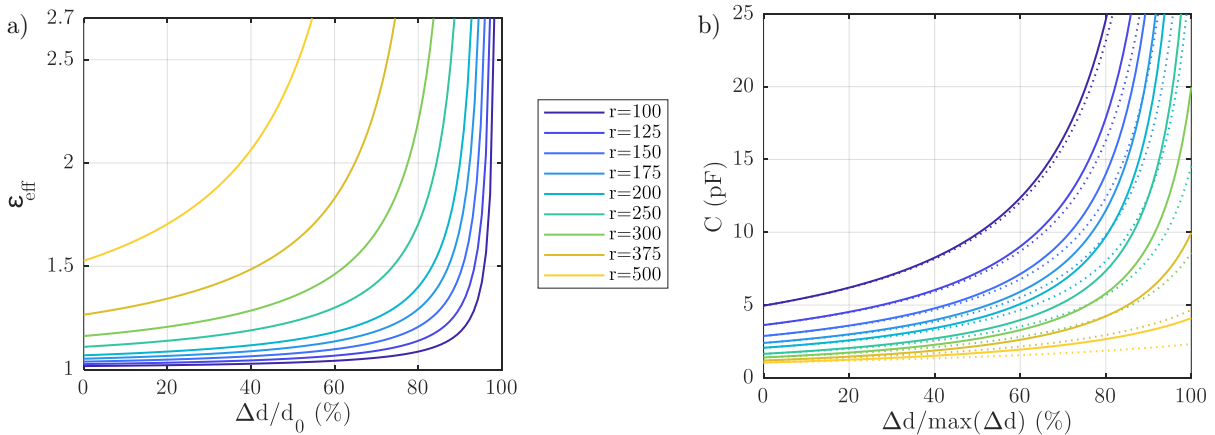 a)
2.7
2.5
2
1.5
1
ε_eff
0
20
40
60
80
100
Δd/d_0 (%)
r=100
r=125
r=150
r=175
r=200
r=250
r=300
r=375
r=500
b)
25
20
15
10
5
0
C (pF)
0
20
40
60
80
100
Δd/max(Δd) (%)